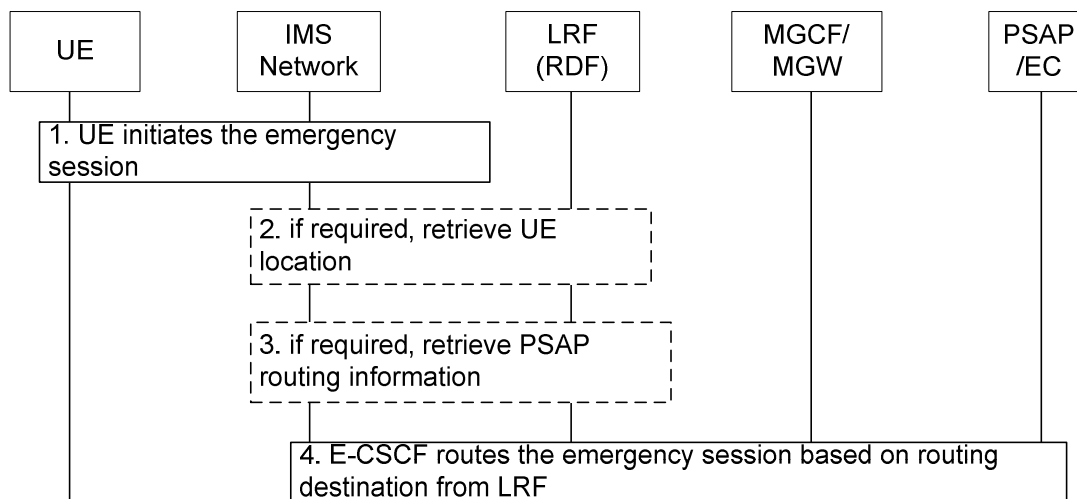 UE
IMS
Network
LRF
(RDF)
MGCF/
MGW
PSAP
/EC
1. UE initiates the emergency
session
2. if required, retrieve UE
location
3. if required, retrieve PSAP
routing information
4. E-CSCF routes the emergency session based on routing
destination from LRF